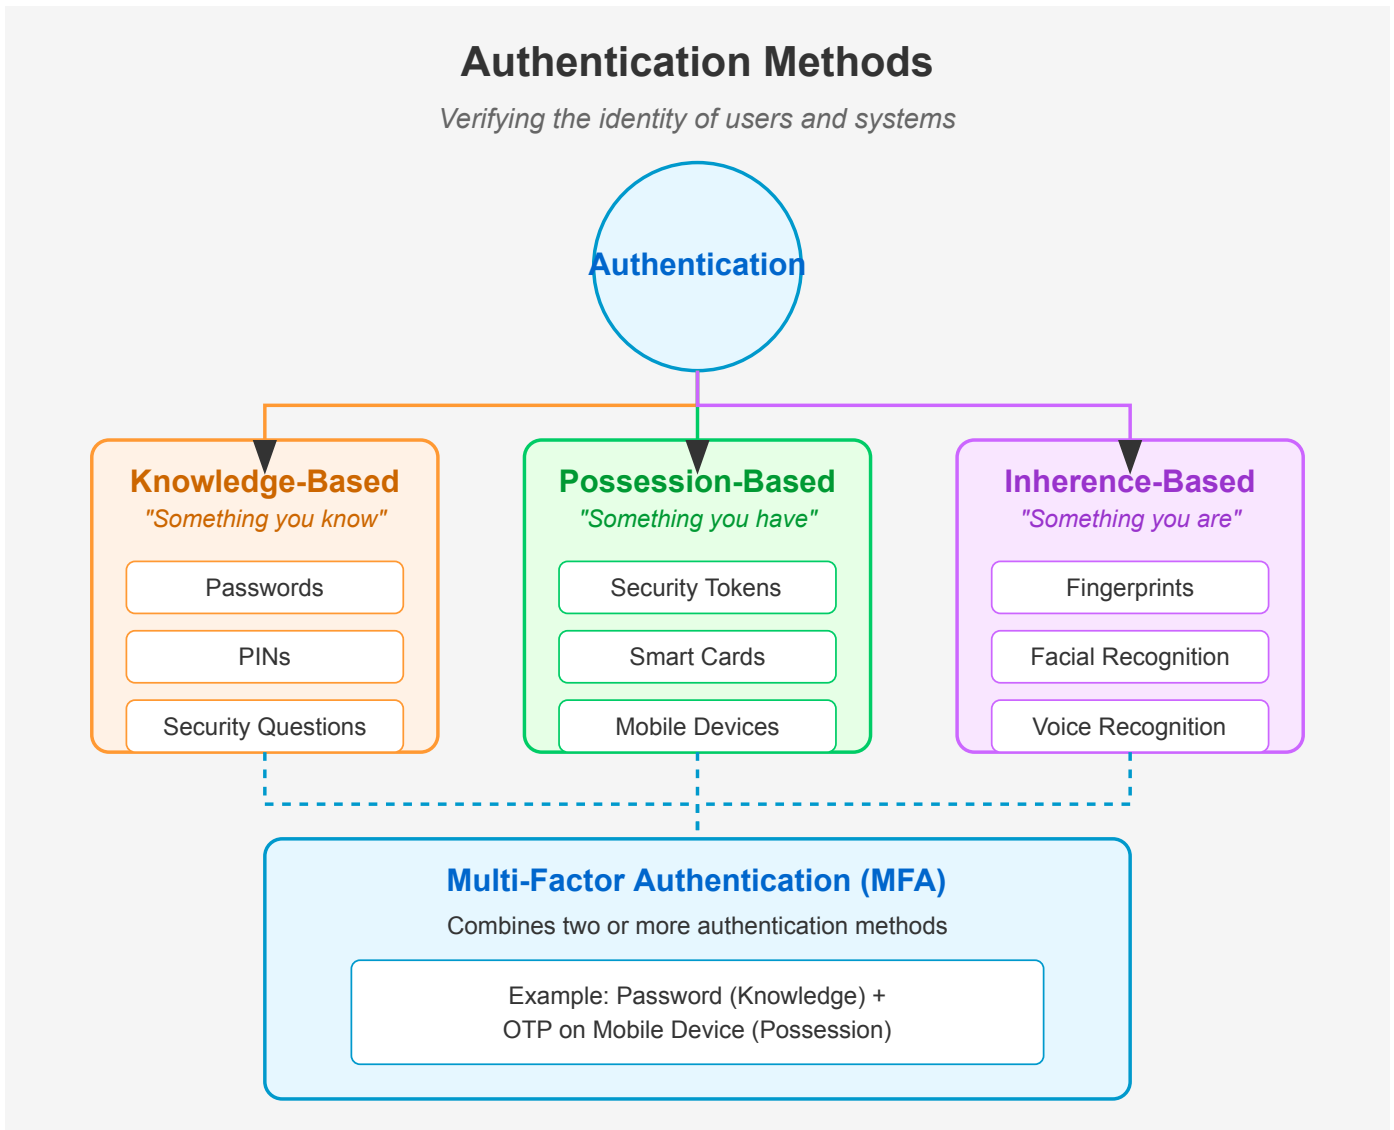 Authentication Methods
Verifying the identity of users and systems
Authentication
Knowledge-Based
"Something you know"
Passwords
PINs
Security Questions
Possession-Based
"Something you have"
Security Tokens
Smart Cards
Mobile Devices
Inherence-Based
"Something you are"
Fingerprints
Facial Recognition
Voice Recognition
Multi-Factor Authentication (MFA)
Combines two or more authentication methods
Example: Password (Knowledge) +
OTP on Mobile Device (Possession)